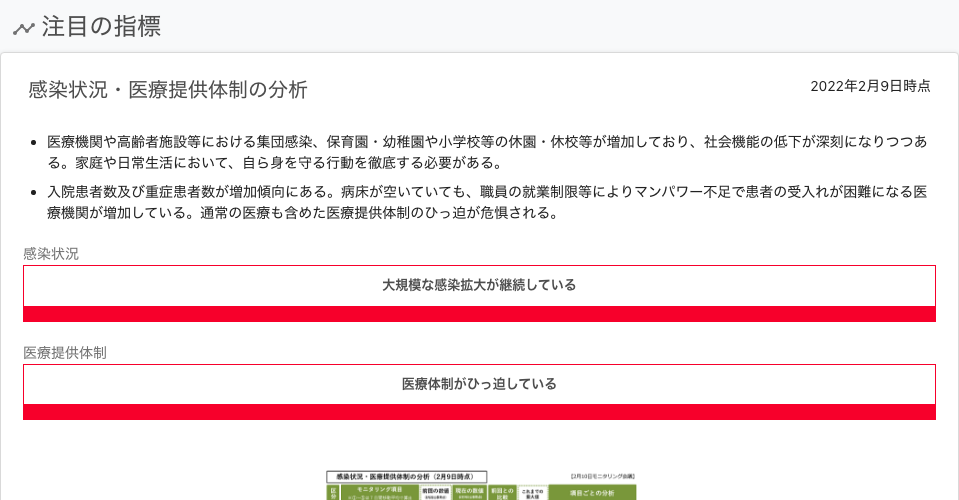 注目の指標
感染状況・医療提供体制の分析
2022年2月9日時点
医療機関や高齢者施設等における集団感染、保育園・幼稚園や小学校等の休園・休校等が増加しており、社会機能の低下が深刻になりつつあ
る。家庭や日常生活において、自ら身を守る行動を徹底する必要がある。
入院患者数及び重症患者数が増加傾向にある。病床が空いていても、職員の就業制限等によりマンパワー不足で患者の受入れが困難になる医
療機関が増加している。通常の医療も含めた医療提供体制のひっ迫が危惧される。
感染状況
大規模な感染拡大が継続している
医療提供体制
医療体制がひっ迫している
感染状況・医療提供体制の分析（2月9日時点）
【2月10日モニタリング会議】
区分 モニタリング項目 前回の数値 現在の数値 前回との比較 これまでの最大値 項目ごとの分析